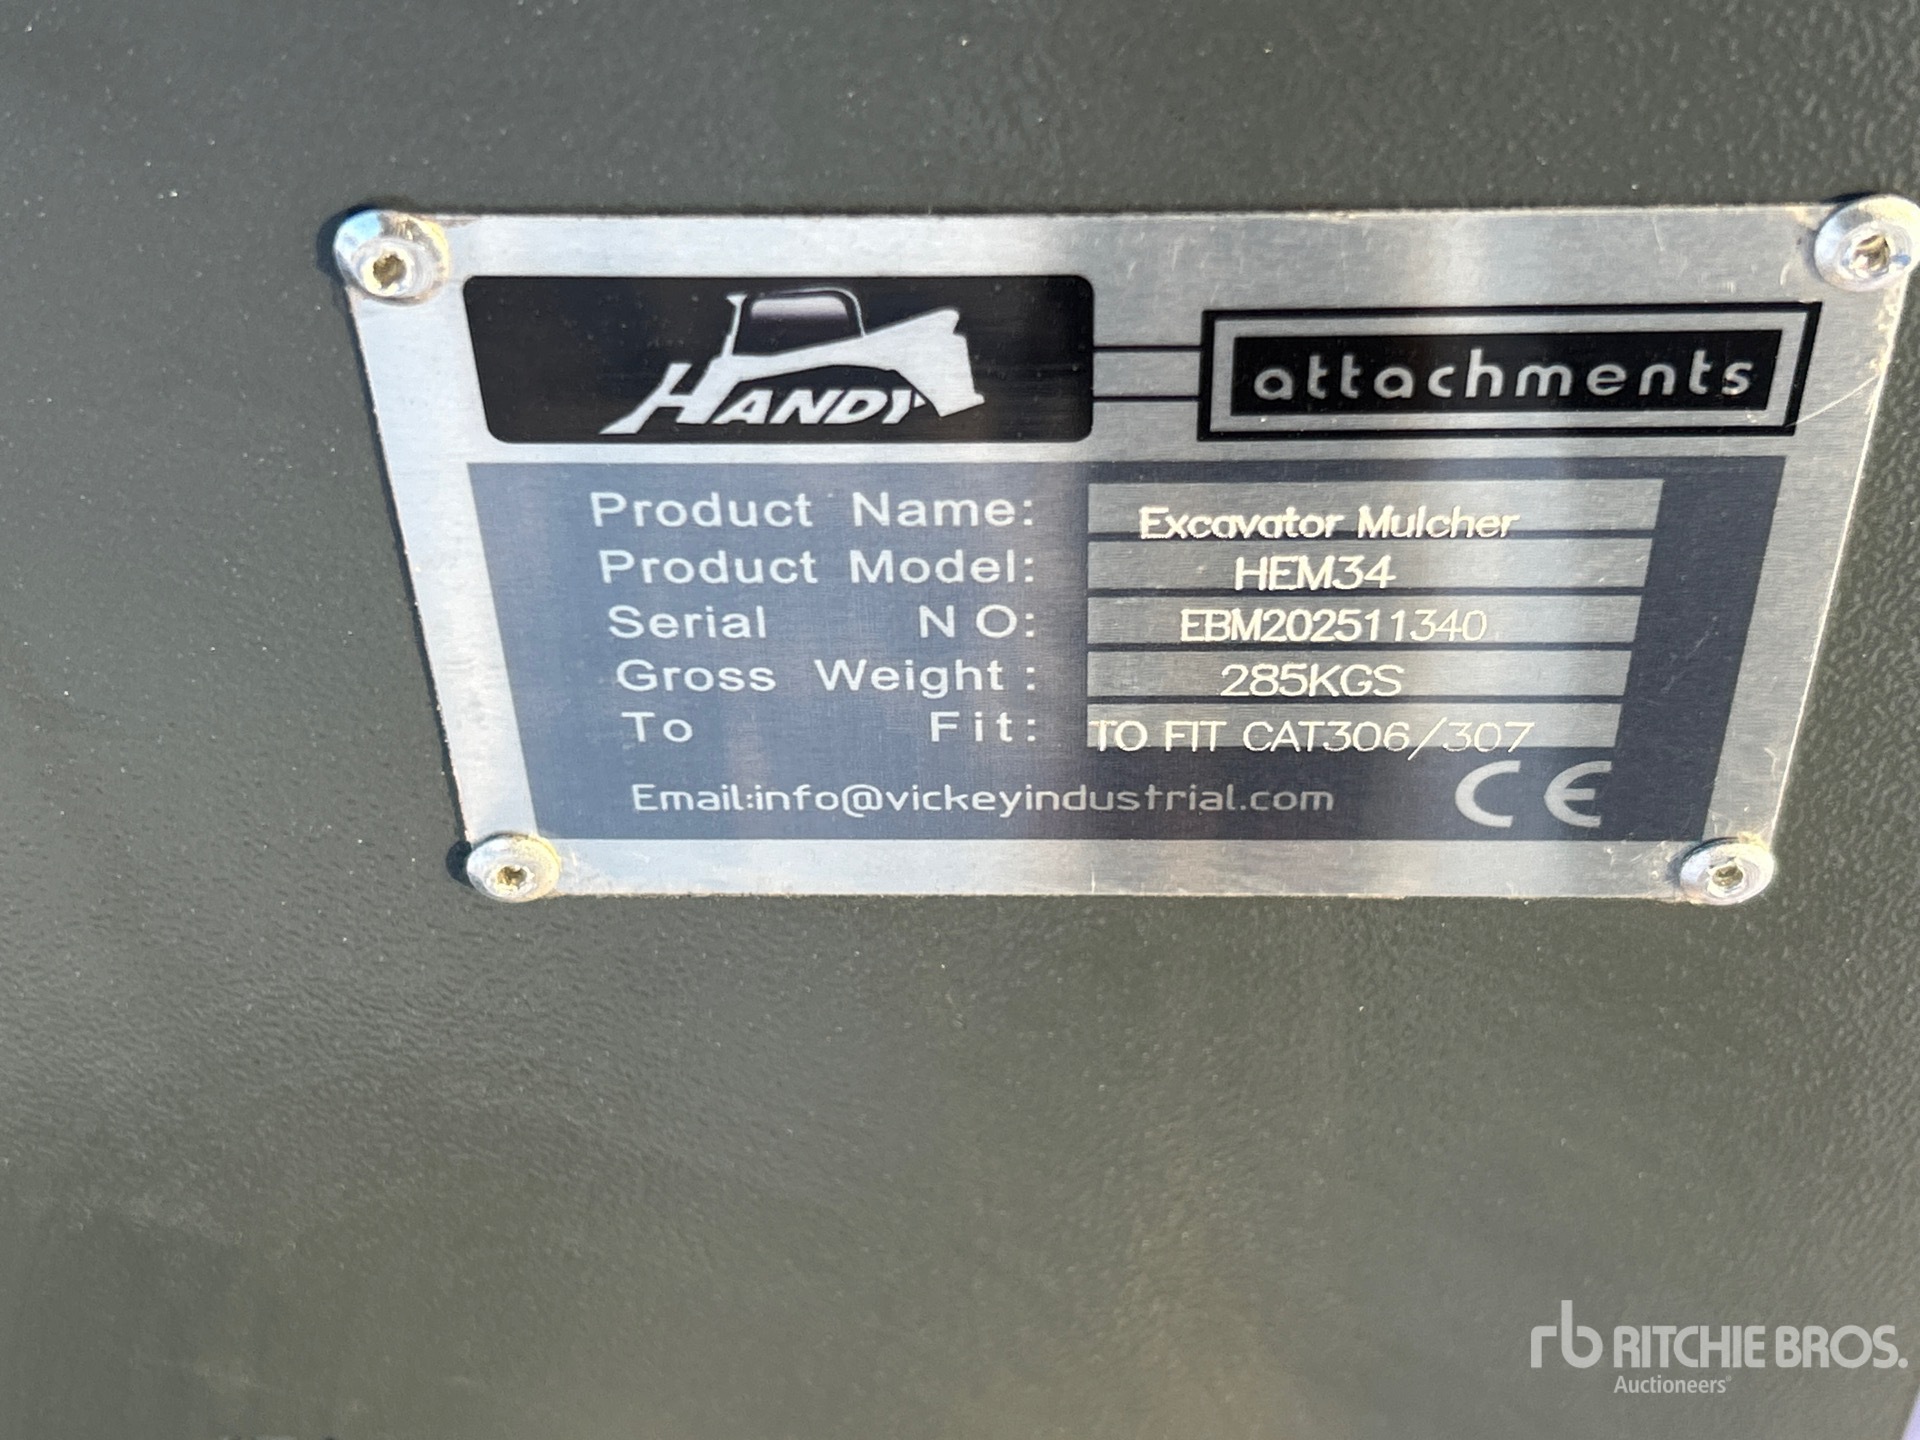 HANDY attachments
Product Name: Excavator Mulcher
Product Model: HEM34
Serial NO: EBM202511340
Gross Weight: 285KGS
To Fit: TO FIT CAT306/307
Email:info@vickeyindustrial.com CE
rb RITCHIE BROS.
Auctioneers